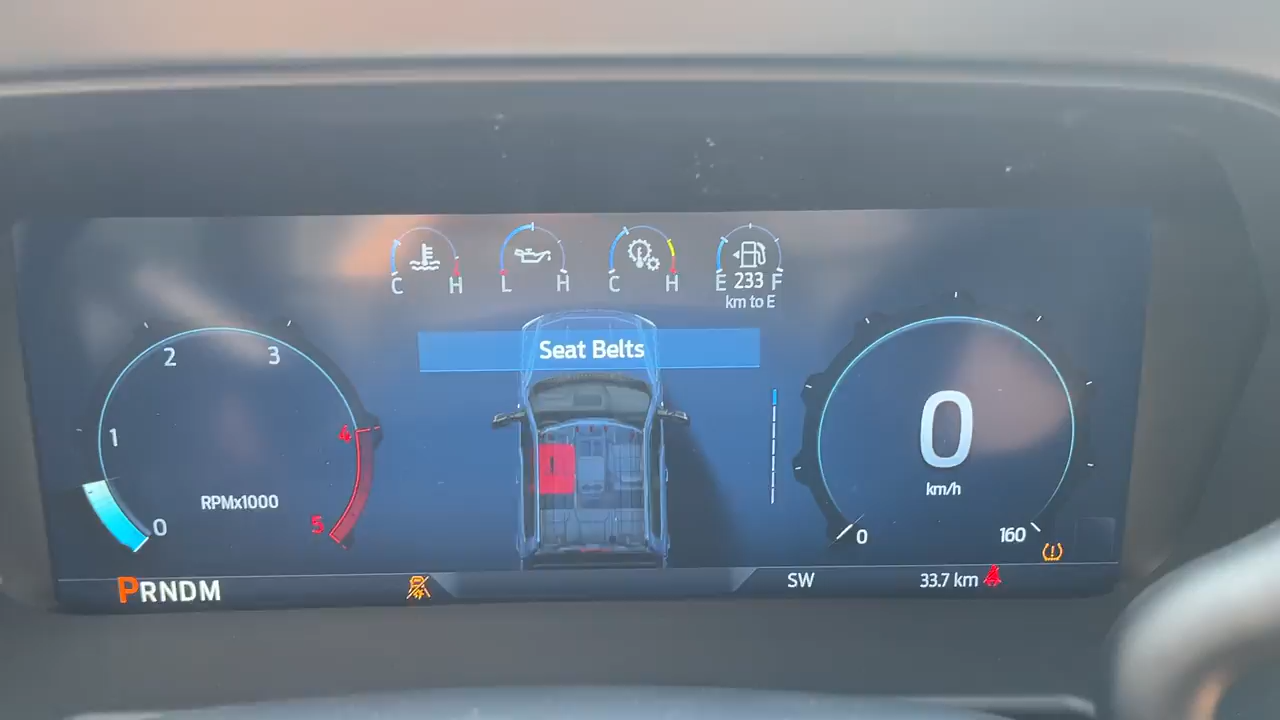 C H
L H
C H
E 233 F
km to E
Seat Belts
0
1
2
3
4
5
RPMx1000
0
km/h
0
160
PRNDM
SW
33.7 km